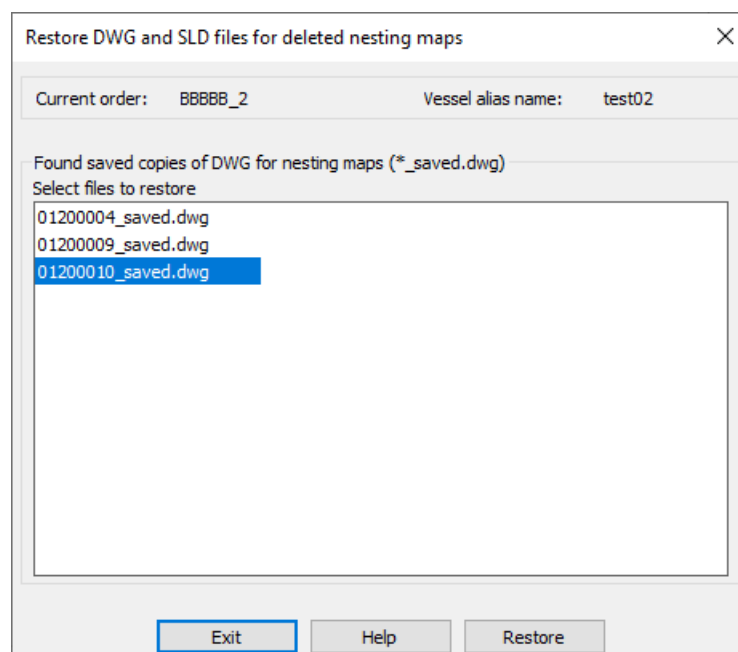 Restore DWG and SLD files for deleted nesting maps
Current order: BBBBB_2 Vessel alias name: test02
Found saved copies of DWG for nesting maps (*_saved.dwg)
Select files to restore
01200004_saved.dwg
01200009_saved.dwg
01200010_saved.dwg
Exit Help Restore